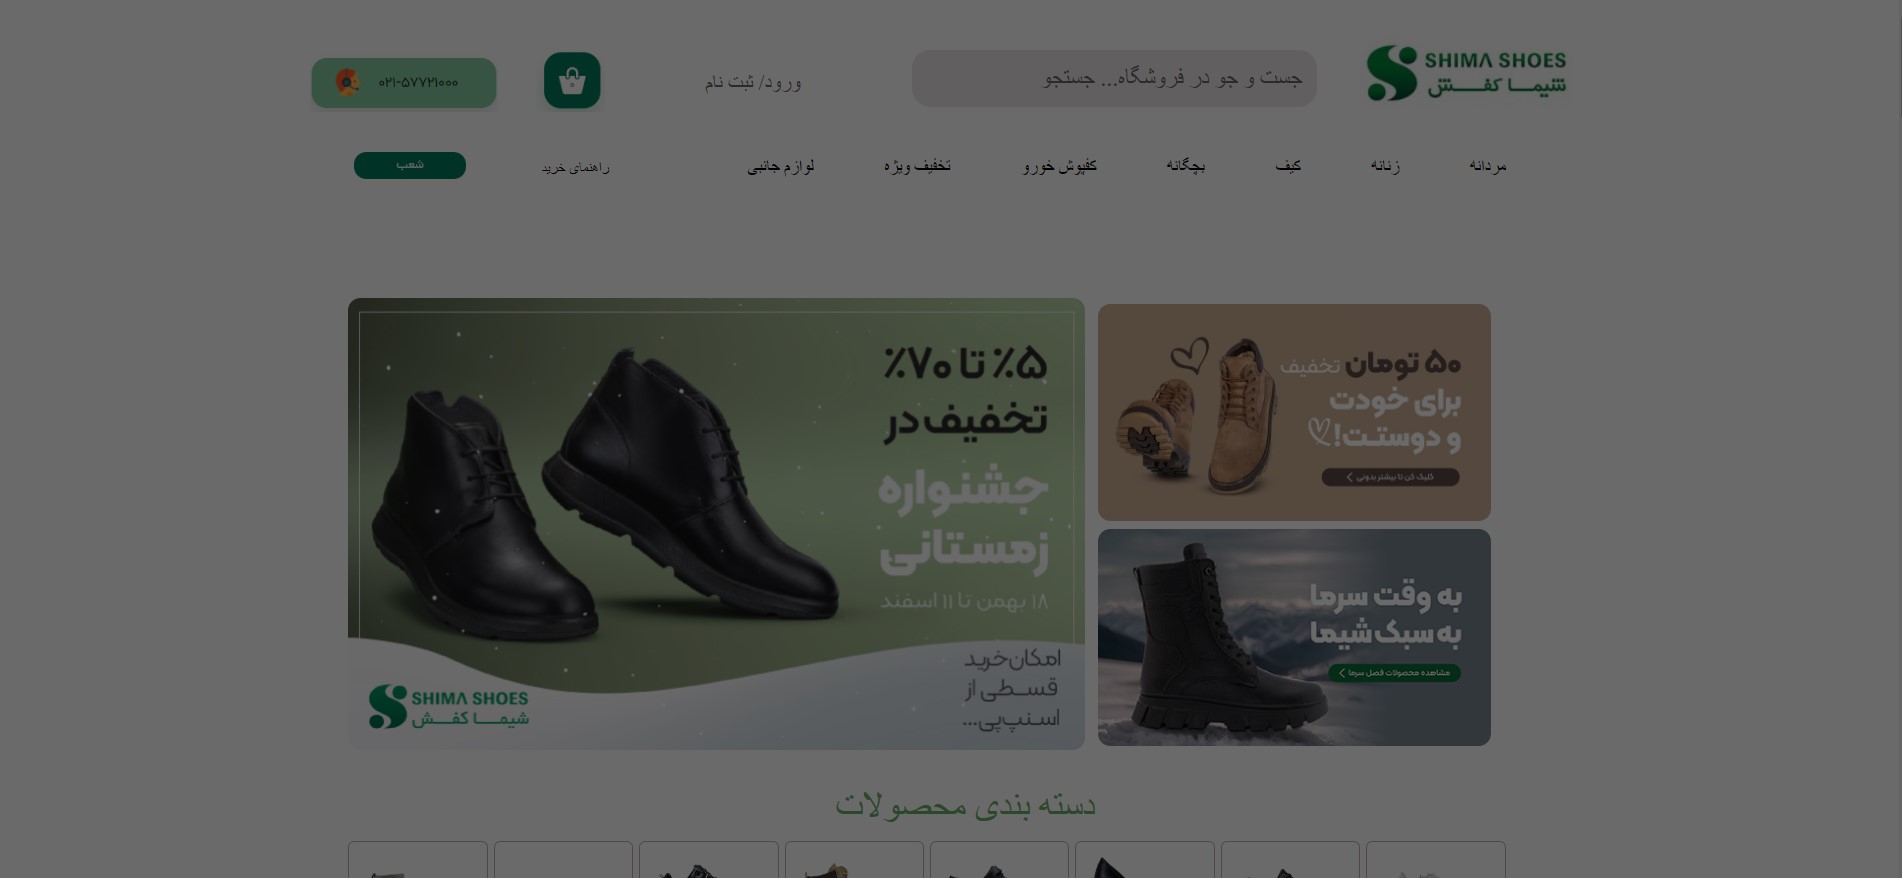 SHIMA SHOES
شیما کفش
جست و جو در فروشگاه... جستجو
ورود/ ثبت نام
۰۲۱-۵۷۷۲۱۰۰۰
مردانه
زنانه
کیف
بچگانه
کفپوش خورو
تخفیف ویژه
لوازم جانبی
راهنمای خرید
شعب
۵٪ تا ۷۰٪
تخفیف در
جشنواره
زمستانی
۱۸ بهمن تا ۱۱ اسفند
امکان خرید
قسطی از
اسنپ‌پی...
SHIMA SHOES
شیما کفش
۵۰ تومان تخفیف
برای خودت
و دوستت!
کلیک کن تا بیشتر بدونی
به وقت سرما
به سبک شیما
مشاهده محصولات فصل سرما
دسته بندی محصولات